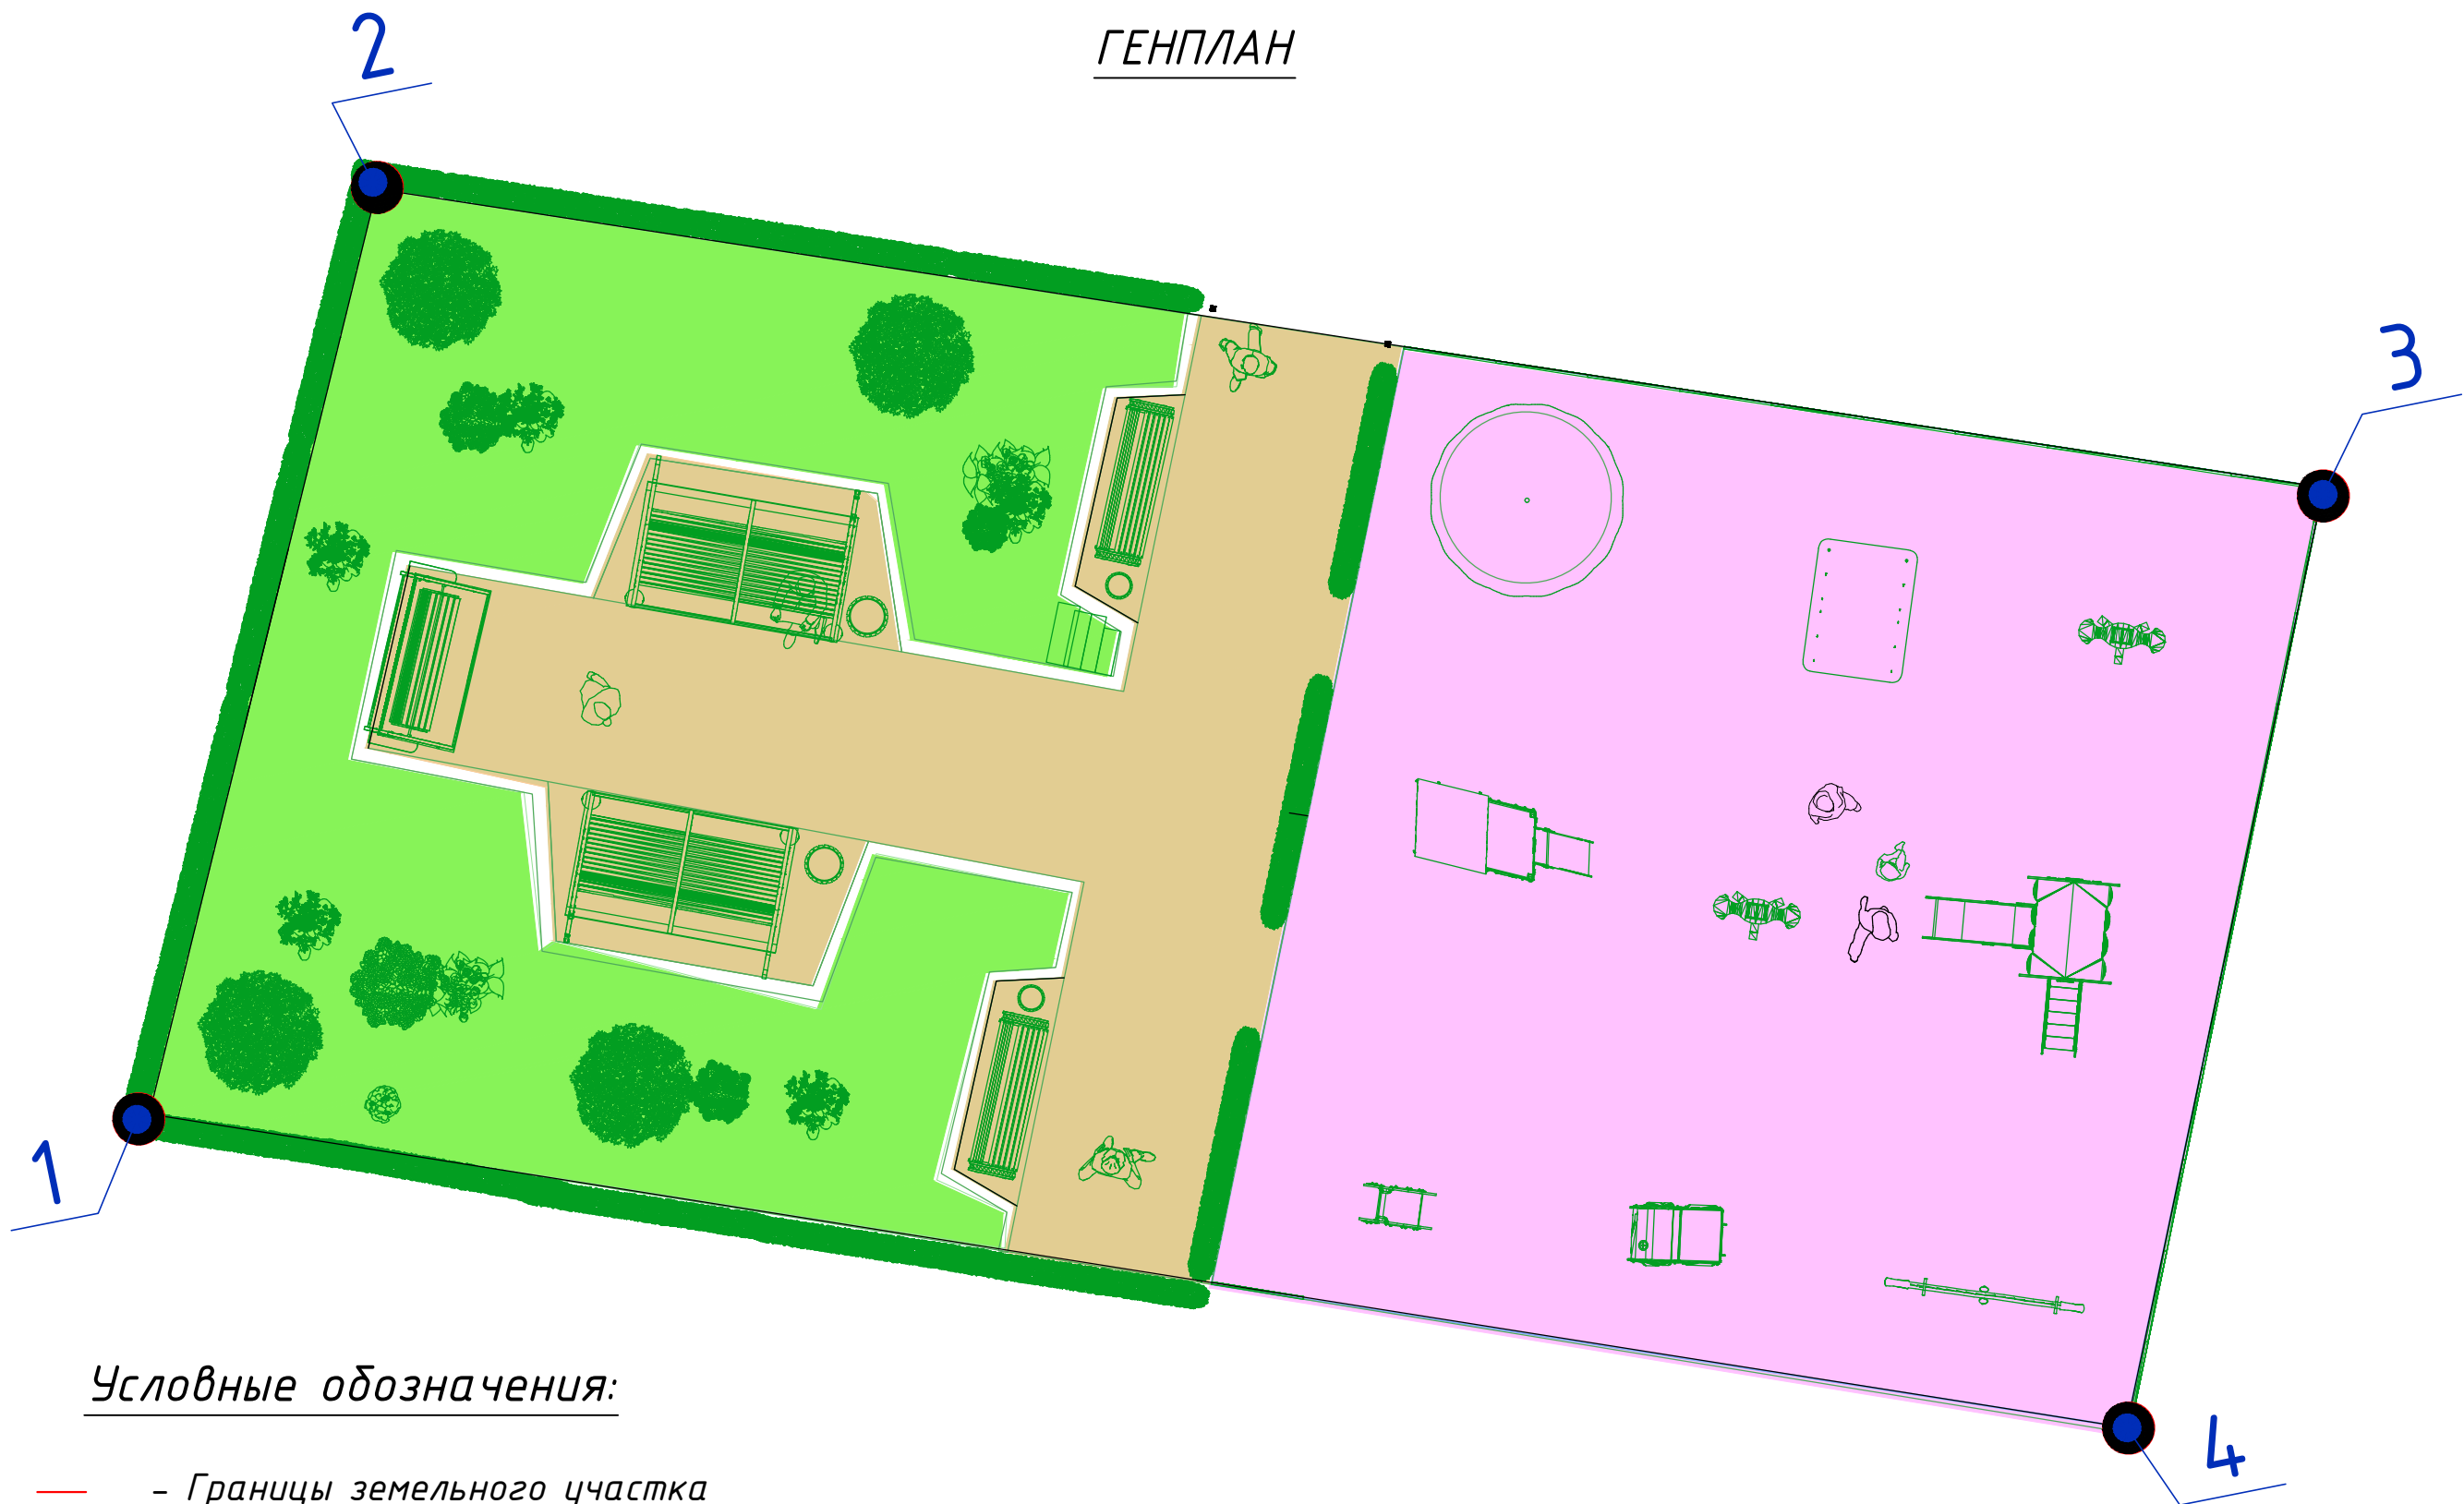 ГЕНПЛАН
2
3
1
4
Условные обозначения:
- Границы земельного участка